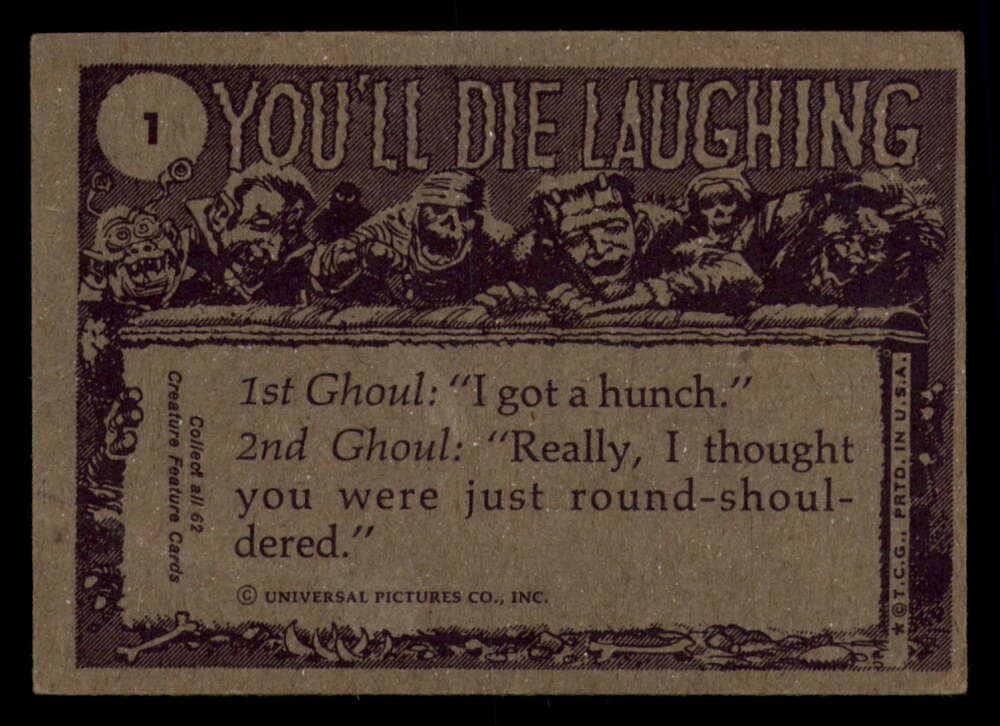 1
YOU'LL DIE LAUGHING
1st Ghoul: "I got a hunch."
2nd Ghoul: "Really, I thought
you were just round-shoul-
dered."
© UNIVERSAL PICTURES CO., INC.
Collect all 62
Creature Feature Cards
* © T.C.G., PRTD. IN U.S.A.